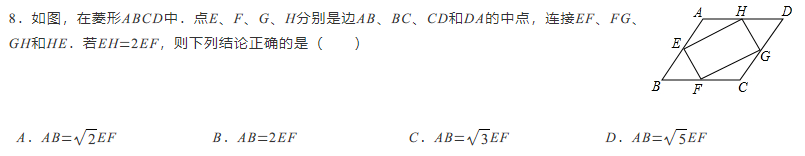 8．如图，在菱形ABCD中．点E、F、G、H分别是边AB、BC、CD和DA的中点，连接EF、FG、
GH和HE．若EH=2EF，则下列结论正确的是（　　）
A H D
E G
B F C
A．AB=√2EF B．AB=2EF C．AB=√3EF D．AB=√5EF